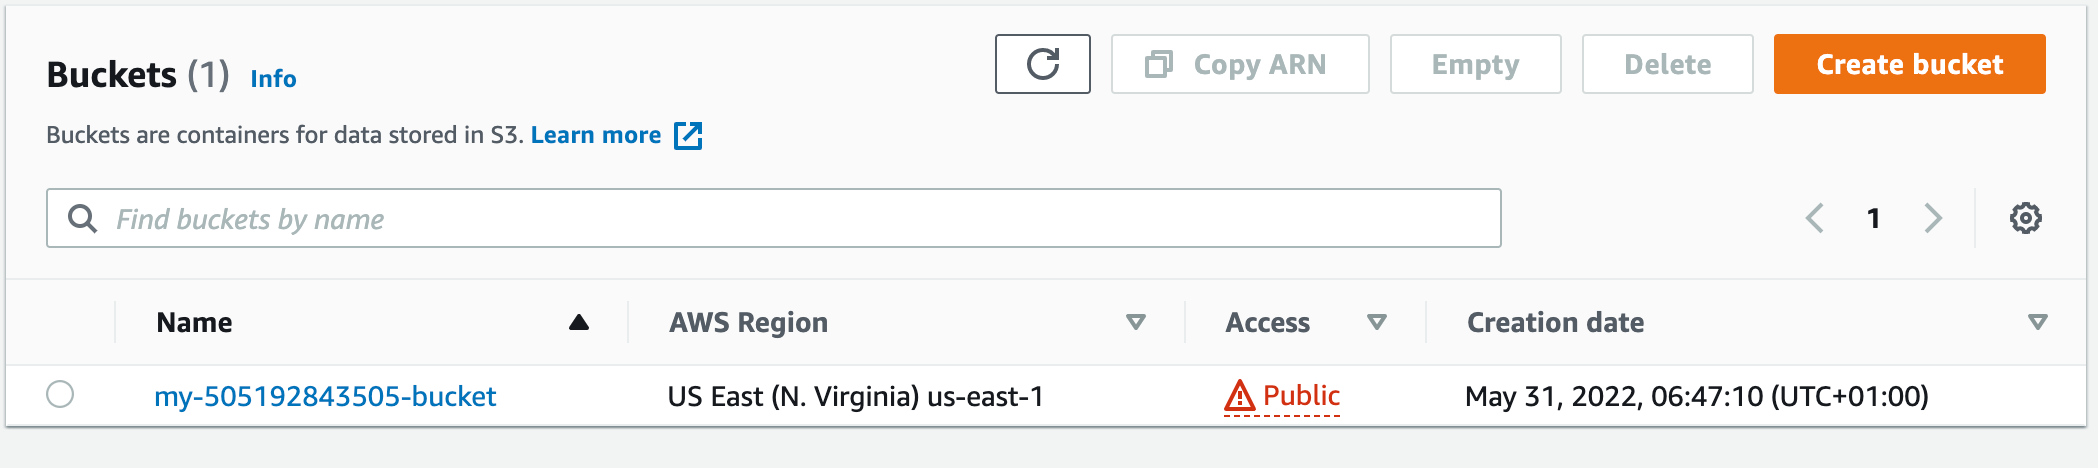 Buckets (1) Info
Copy ARN
Empty
Delete
Create bucket
Buckets are containers for data stored in S3. Learn more
Find buckets by name
1
Name AWS Region Access Creation date
my-505192843505-bucket US East (N. Virginia) us-east-1 Public May 31, 2022, 06:47:10 (UTC+01:00)